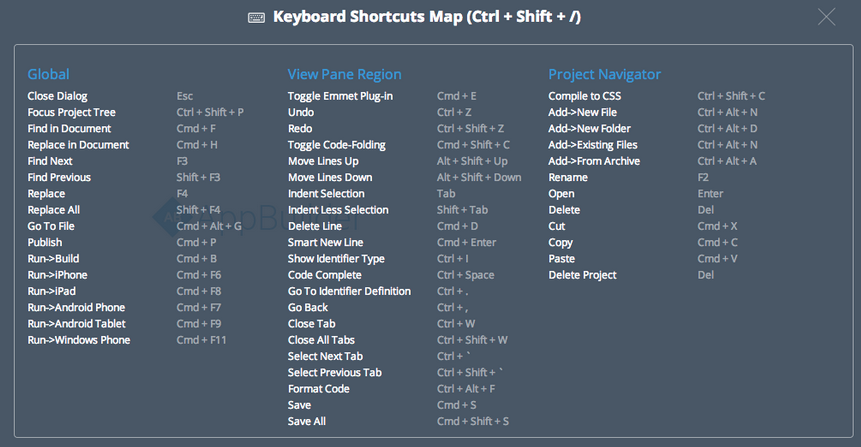 Keyboard Shortcuts Map (Ctrl + Shift + /)
Global
Close Dialog Esc
Focus Project Tree Ctrl + Shift + P
Find in Document Cmd + F
Replace in Document Cmd + H
Find Next F3
Find Previous Shift + F3
Replace F4
Replace All Shift + F4
Go To File Cmd + Alt + G
Publish Cmd + P
Run->Build Cmd + B
Run->iPhone Cmd + F6
Run->iPad Cmd + F8
Run->Android Phone Cmd + F7
Run->Android Tablet Cmd + F9
Run->Windows Phone Cmd + F11
View Pane Region
Toggle Emmet Plug-in Cmd + E
Undo Ctrl + Z
Redo Ctrl + Shift + Z
Toggle Code-Folding Cmd + Shift + C
Move Lines Up Alt + Shift + Up
Move Lines Down Alt + Shift + Down
Indent Selection Tab
Indent Less Selection Shift + Tab
Delete Line Cmd + D
Smart New Line Cmd + Enter
Show Identifier Type Ctrl + I
Code Complete Ctrl + Space
Go To Identifier Definition Ctrl + .
Go Back Ctrl + ,
Close Tab Ctrl + W
Close All Tabs Ctrl + Shift + W
Select Next Tab Ctrl + `
Select Previous Tab Ctrl + Shift + `
Format Code Ctrl + Alt + F
Save Cmd + S
Save All Cmd + Shift + S
Project Navigator
Compile to CSS Ctrl + Shift + C
Add->New File Ctrl + Alt + N
Add->New Folder Ctrl + Alt + D
Add->Existing Files Ctrl + Alt + N
Add->From Archive Ctrl + Alt + A
Rename F2
Open Enter
Delete Del
Cut Cmd + X
Copy Cmd + C
Paste Cmd + V
Delete Project Del
AppBuilder